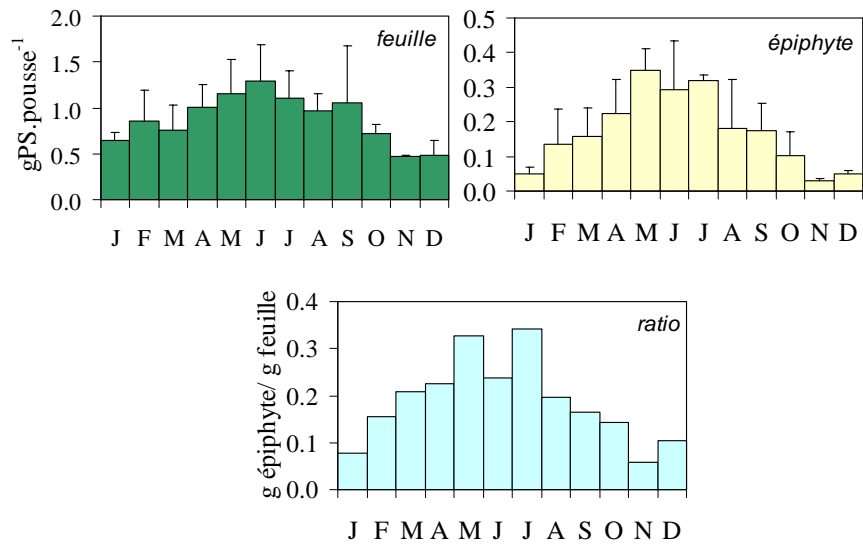 feuille
gPS.pousse⁻¹
2.0
1.5
1.0
0.5
0.0
J F M A M J J A S O N D
épiphyte
0.5
0.4
0.3
0.2
0.1
0.0
J F M A M J J A S O N D
ratio
g épiphyte/ g feuille
0.4
0.3
0.2
0.1
0.0
J F M A M J J A S O N D